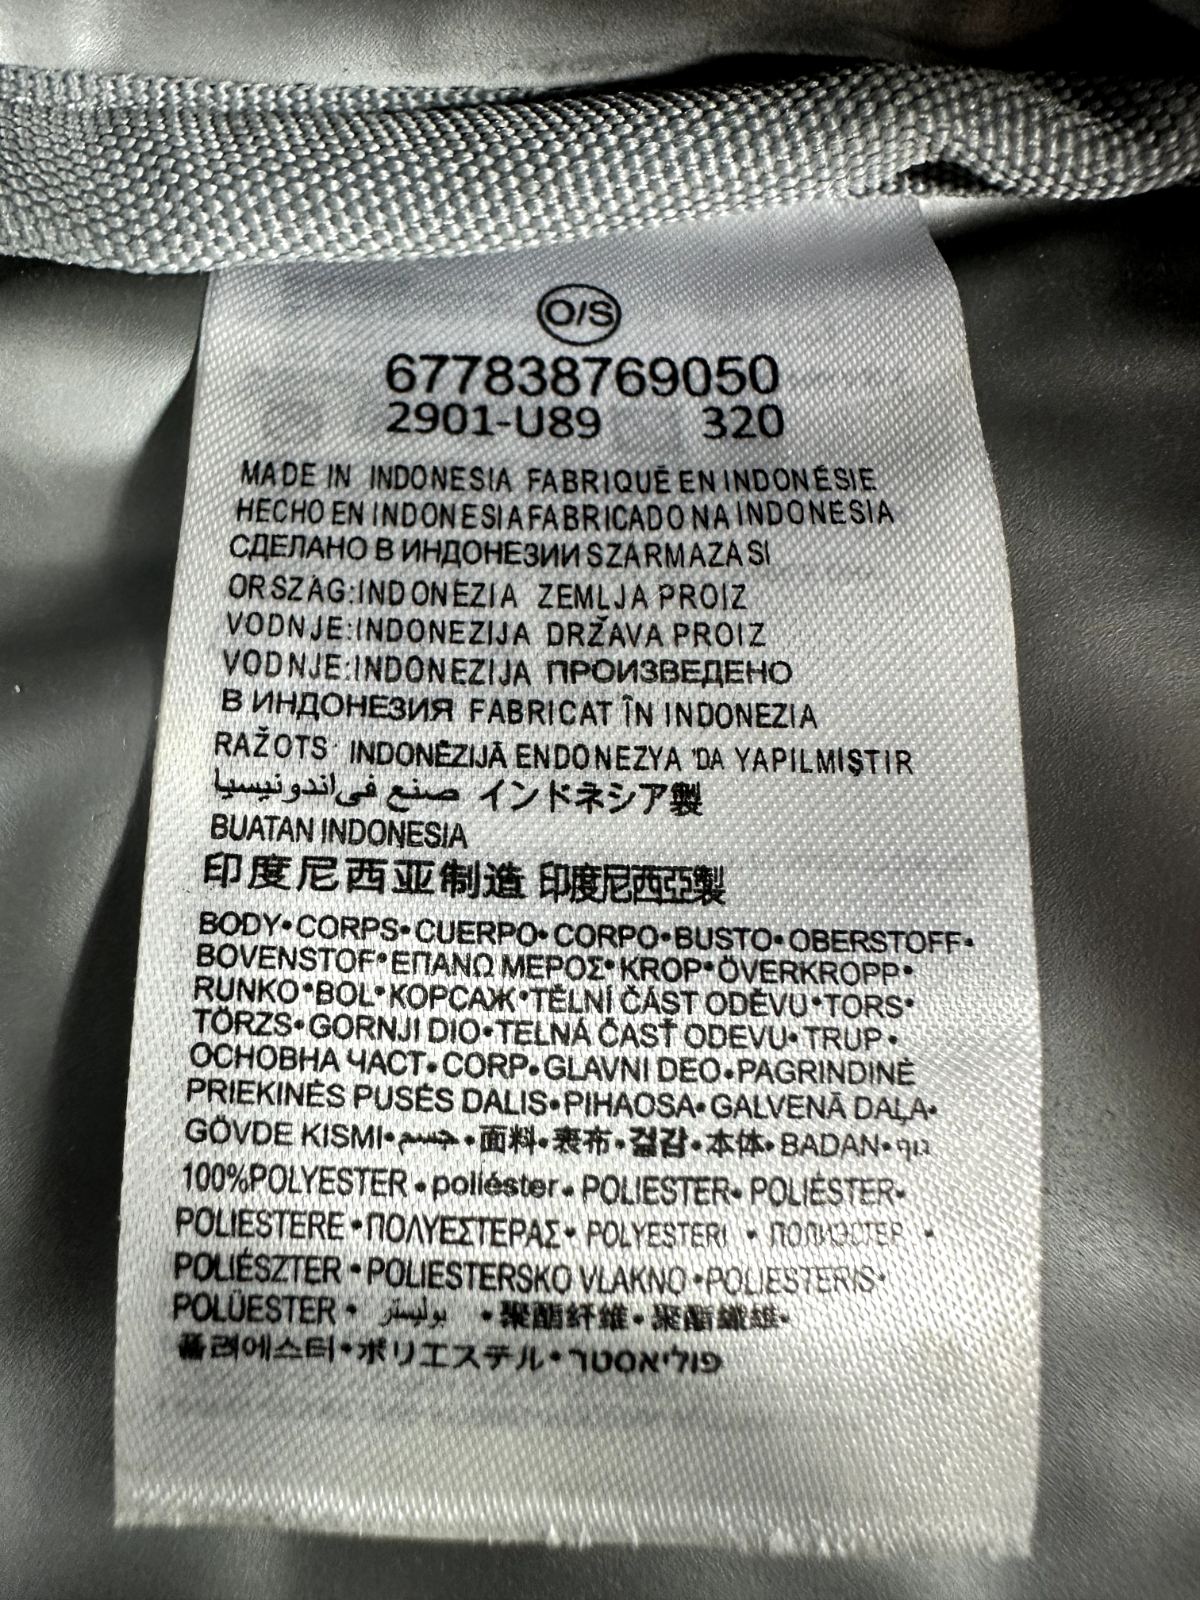 O/S
677838769050
2901-U89 320
MADE IN INDONESIA FABRIQUÉ EN INDONÉSIE
HECHO EN INDONESIA FABRICADO NA INDONÉSIA
СДЕЛАНО В ИНДОНЕЗИИ SZÁRMAZÁSI
ORSZÁG:INDONÉZIA ZEMLJA PROIZ
VODNJE:INDONEZIJA DRŽAVA PROIZ
VODNJE:INDONEZIJA ПРОИЗВЕДЕНО
В ИНДОНЕЗИЯ FABRICAT ÎN INDONEZIA
RAŽOTS INDONĒZIJĀ ENDONEZYA 'DA YAPILMIŞTIR
صنع في اندونيسيا インドネシア製
BUATAN INDONESIA
印度尼西亚制造 印度尼西亞製
BODY•CORPS•CUERPO•CORPO•BUSTO•OBERSTOFF•
BOVENSTOF•ΕΠΑΝΩ ΜΕΡΟΣ•KROP•ÖVERKROPP•
RUNKO•BOL•КОРСАЖ•TĚLNÍ ČÁST ODĚVU•TORS•
TÖRZS•GORNJI DIO•TELNÁ ČASŤ ODEVU•TRUP•
ОСНОВНА ЧАСТ•CORP•GLAVNI DEO•PAGRINDINĖ
PRIEKINĖS PUSĖS DALIS•PIHAOSA•GALVENĀ DAĻA•
GÖVDE KISMI•جسم•面料•表布•겉감•本体•BADAN•גוף
100%POLYESTER•poliéster•POLIESTER•POLIÉSTER•
POLIESTERE•ΠΟΛΥΕΣΤΕΡΑΣ•POLYESTERI•ПОЛИЭСТЕР•
POLIÉSZTER•POLIESTERSKO VLAKNO•POLIESTERIS•
POLÜESTER•بوليستر•聚酯纤维•聚酯纖維•
폴리에스터•ポリエステル•פוליאסטר